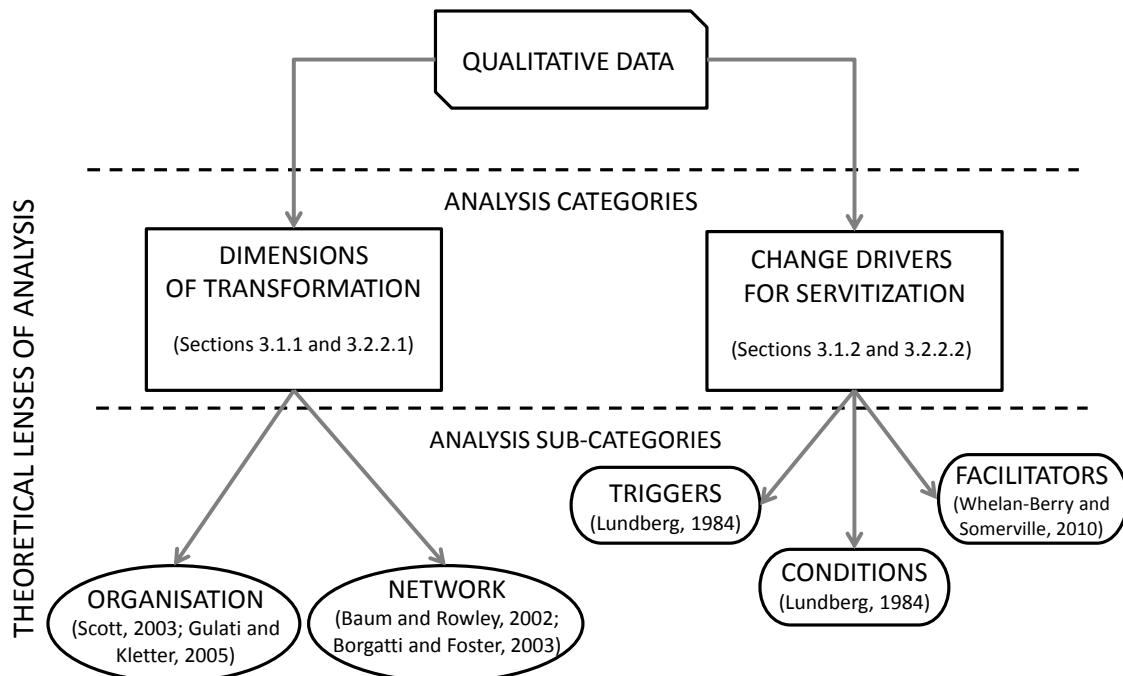 QUALITATIVE DATA
THEORETICAL LENSES OF ANALYSIS
ANALYSIS CATEGORIES
DIMENSIONS
OF TRANSFORMATION
(Sections 3.1.1 and 3.2.2.1)
CHANGE DRIVERS
FOR SERVITIZATION
(Sections 3.1.2 and 3.2.2.2)
ANALYSIS SUB-CATEGORIES
ORGANISATION
(Scott, 2003; Gulati and
Kletter, 2005)
NETWORK
(Baum and Rowley, 2002;
Borgatti and Foster, 2003)
TRIGGERS
(Lundberg, 1984)
CONDITIONS
(Lundberg, 1984)
FACILITATORS
(Whelan-Berry and
Somerville, 2010)